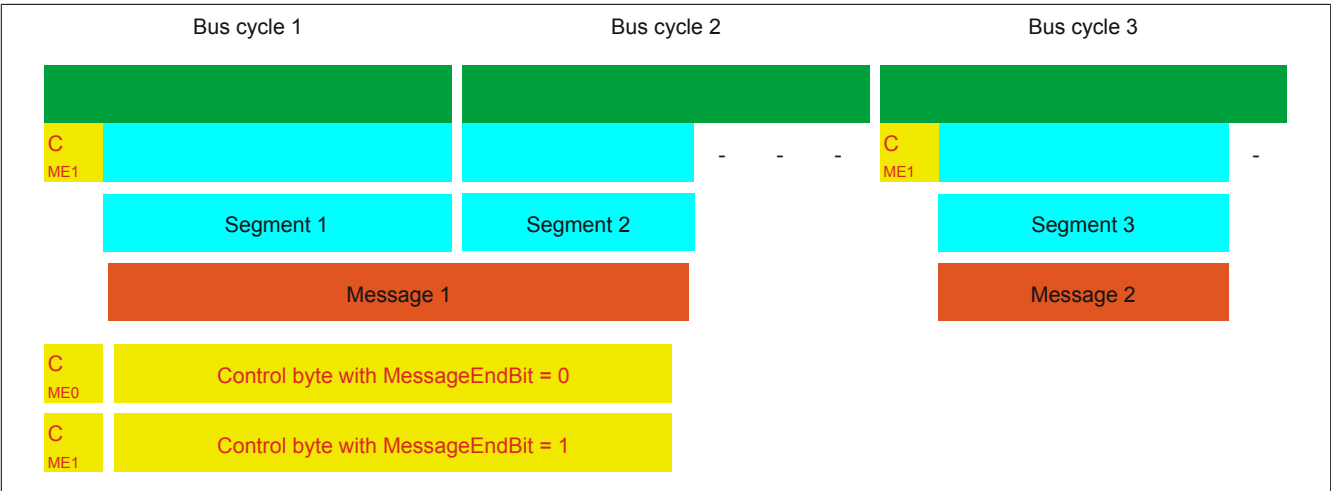 Bus cycle 1 Bus cycle 2 Bus cycle 3
C
ME1
- - -
C
ME1
-
Segment 1 Segment 2 Segment 3
Message 1 Message 2
C
ME0
Control byte with MessageEndBit = 0
C
ME1
Control byte with MessageEndBit = 1